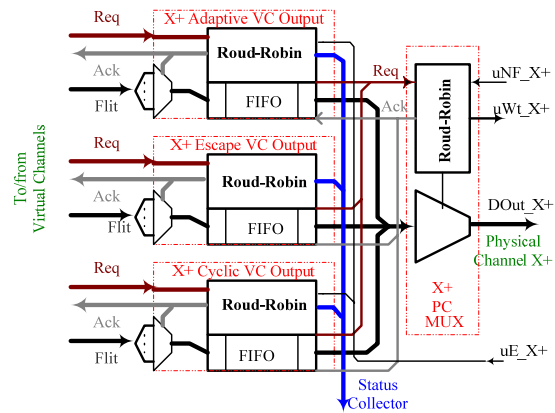 X+ Adaptive VC Output
Req
Roud-Robin
Ack
Flit
FIFO
Req
Ack
Roud-Robin
uNF_X+
uWt_X+
To/from
Virtual Channels
X+ Escape VC Output
Req
Roud-Robin
Ack
Flit
FIFO
DOut_X+
Physical
Channel X+
X+
PC
MUX
X+ Cyclic VC Output
Req
Roud-Robin
Ack
Flit
FIFO
uE_X+
Status
Collector